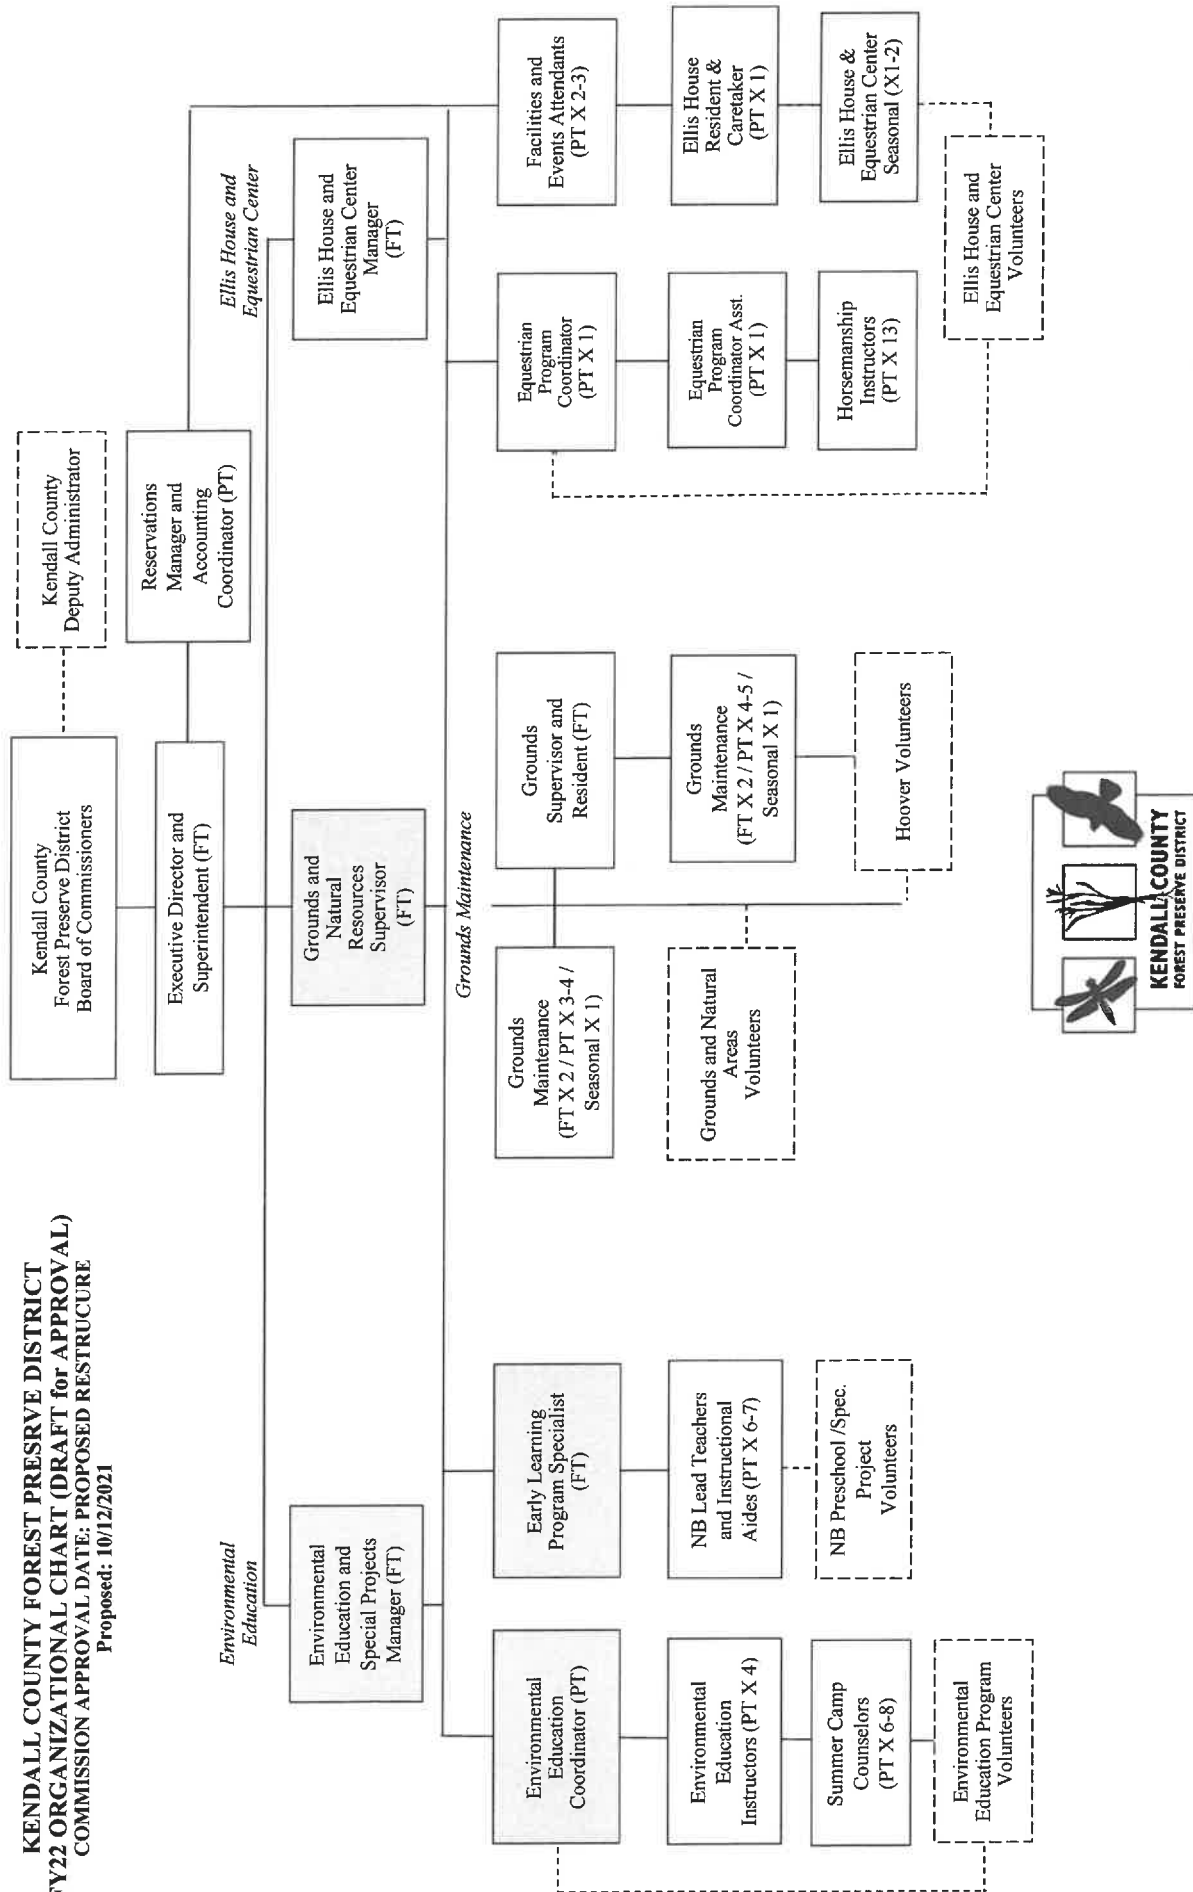 KENDALL COUNTY FOREST PRESRVE DISTRICT
FY22 ORGANIZATIONAL CHART (DRAFT for APPROVAL)
COMMISSION APPROVAL DATE: PROPOSED RESTRUCURE
Proposed: 10/12/2021
Kendall County
Forest Preserve District
Board of Commissioners
Kendall County
Deputy Administrator
Executive Director and
Superintendent (FT)
Reservations
Manager and
Accounting
Coordinator (PT)
Environmental
Education
Ellis House and
Equestrian Center
Environmental
Education and
Special Projects
Manager (FT)
Grounds and
Natural
Resources
Supervisor
(FT)
Ellis House and
Equestrian Center
Manager
(FT)
Grounds Maintenance
Environmental
Education
Coordinator (PT)
Early Learning
Program Specialist
(FT)
Grounds
Maintenance
(FT X 2 / PT X 3-4 /
Seasonal X 1)
Grounds
Supervisor and
Resident (FT)
Equestrian
Program
Coordinator
(PT X 1)
Facilities and
Events Attendants
(PT X 2-3)
Environmental
Education
Instructors (PT X 4)
NB Lead Teachers
and Instructional
Aides (PT X 6-7)
Grounds and Natural
Areas
Volunteers
Grounds
Maintenance
(FT X 2 / PT X 4-5 /
Seasonal X 1)
Equestrian
Program
Coordinator Asst.
(PT X 1)
Ellis House
Resident &
Caretaker
(PT X 1)
Summer Camp
Counselors
(PT X 6-8)
NB Preschool /Spec.
Project
Volunteers
Hoover Volunteers
Horsemanship
Instructors
(PT X 13)
Ellis House &
Equestrian Center
Seasonal (X1-2)
Environmental
Education Program
Volunteers
Ellis House and
Equestrian Center
Volunteers
KENDALL COUNTY
FOREST PRESERVE DISTRICT